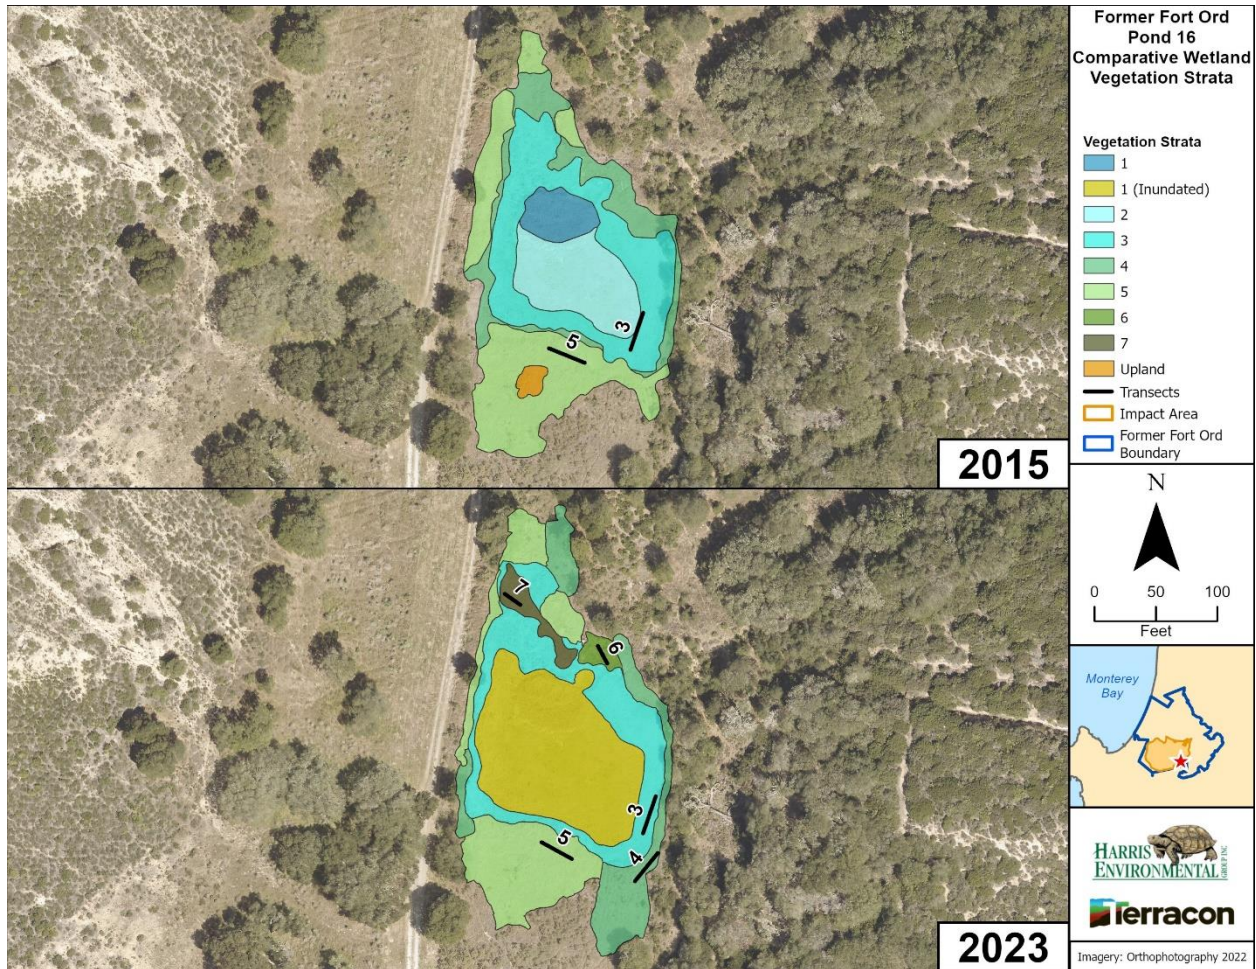 Former Fort Ord
Pond 16
Comparative Wetland
Vegetation Strata
Vegetation Strata
1
1 (Inundated)
2
3
4
5
6
7
Upland
Transects
Impact Area
Former Fort Ord
Boundary
N
0 50 100
Feet
Monterey
Bay
HARRIS
ENVIRONMENTAL
GROUP INC
Terracon
Imagery: Orthophotography 2022
3
5
2015
7
6
3
5
4
2023